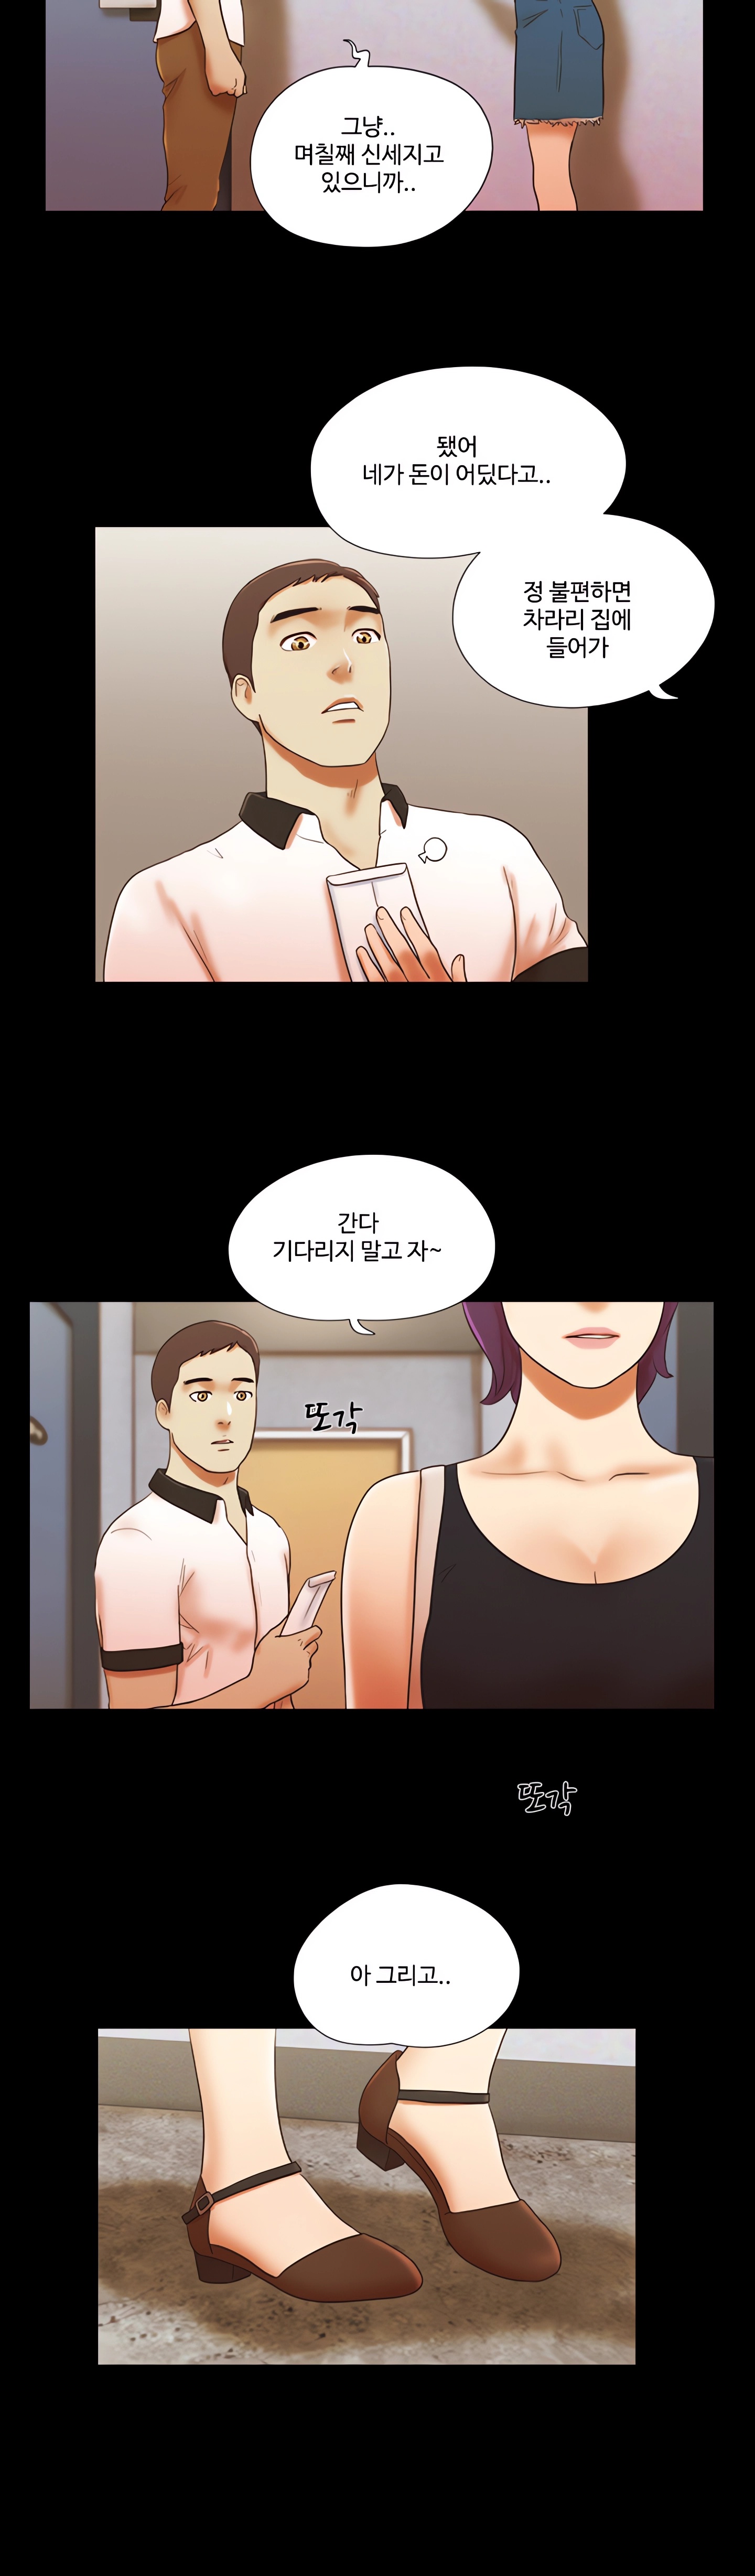 그냥..
며칠째 신세지고
있으니까..
됐어
네가 돈이 어딨다고..
정 불편하면
차라리 집에
들어가
간다
기다리지 말고 자~
또각
또각
아 그리고..